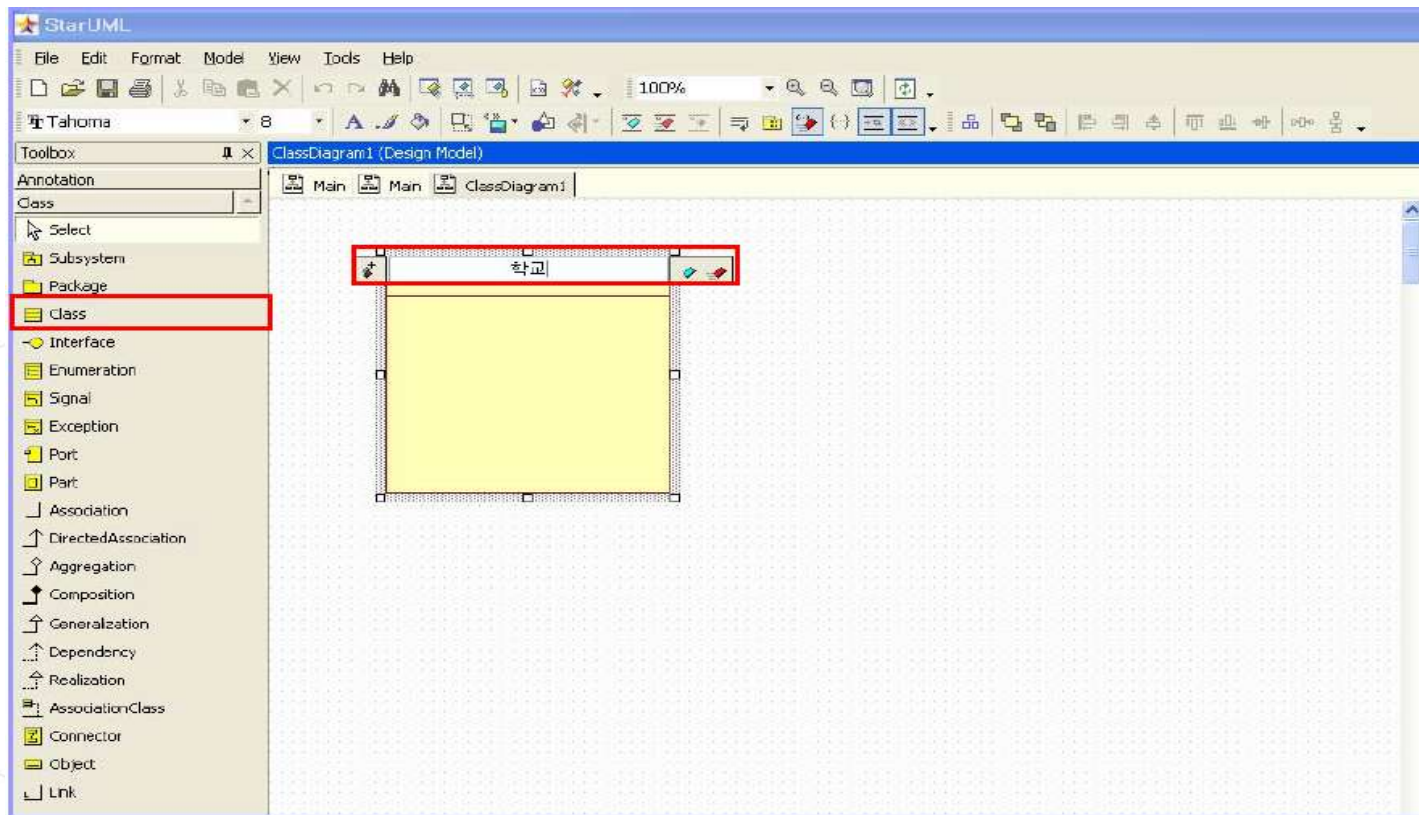 StarUML
File Edit Format Model View Tools Help
100%
Tahoma 8
Toolbox
ClassDiagram1 (Design Model)
Annotation
Main Main ClassDiagram1
Class
Select
Subsystem
Package
Class
Interface
Enumeration
Signal
Exception
Port
Part
Association
DirectedAssociation
Aggregation
Composition
Generalization
Dependency
Realization
AssociationClass
Connector
Object
Link
학교